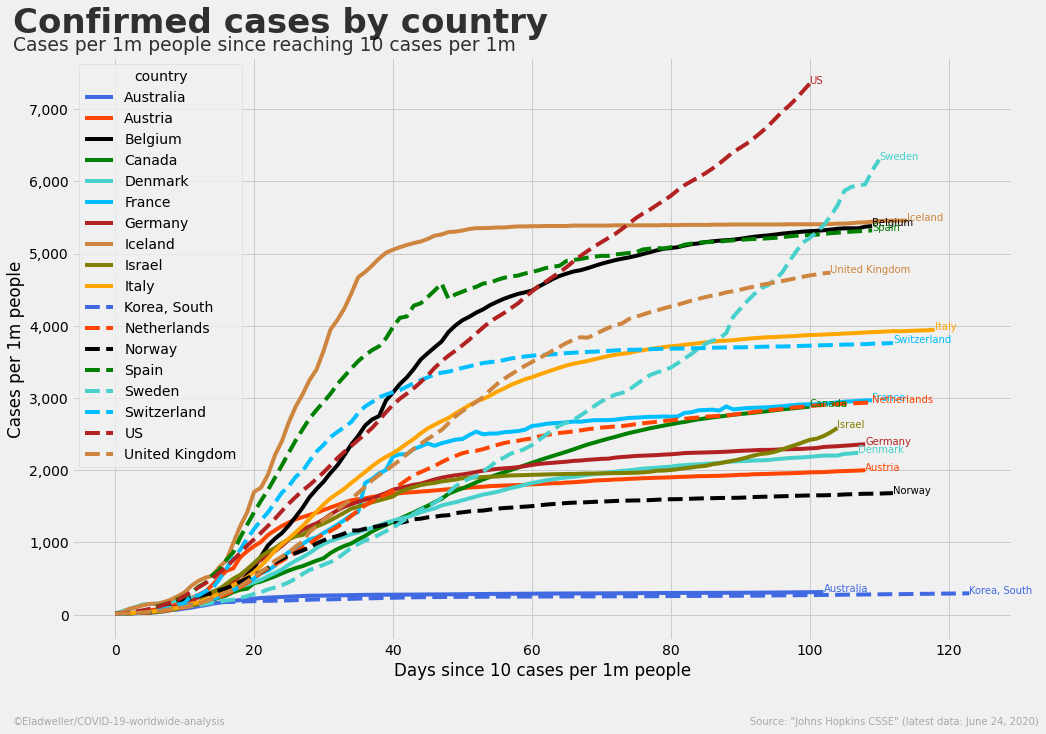 Confirmed cases by country
Cases per 1m people since reaching 10 cases per 1m
country
Australia
Austria
Belgium
Canada
Denmark
France
Germany
Iceland
Israel
Italy
Korea, South
Netherlands
Norway
Spain
Sweden
Switzerland
US
United Kingdom
Cases per 1m people
7,000
6,000
5,000
4,000
3,000
2,000
1,000
0
US
Sweden
Iceland
Belgium
Spain
United Kingdom
Italy
Switzerland
France
Netherlands
Canada
Israel
Germany
Denmark
Austria
Norway
Australia
Korea, South
0 20 40 60 80 100 120
Days since 10 cases per 1m people
©Eladweller/COVID-19-worldwide-analysis
Source: "Johns Hopkins CSSE" (latest data: June 24, 2020)